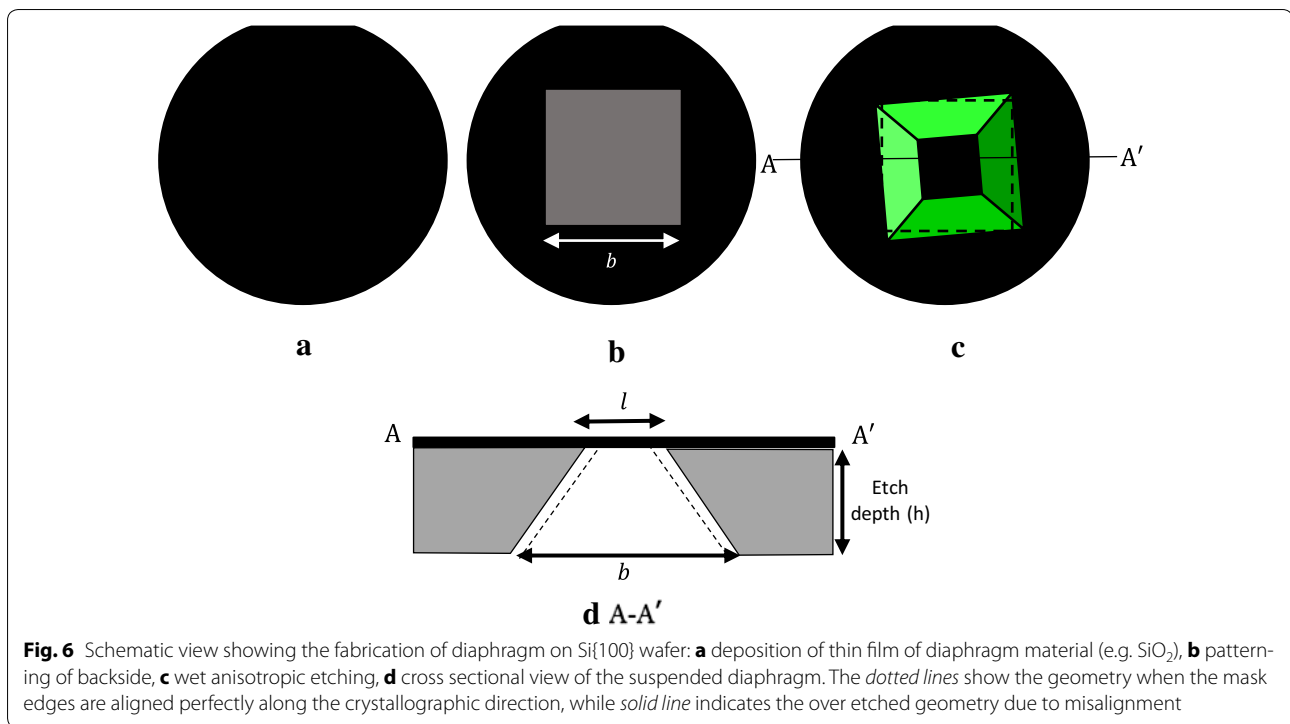 A
A′
b
a
b
c
l
A
A′
Etch
depth (h)
b
d A-A′
Fig. 6 Schematic view showing the fabrication of diaphragm on Si{100} wafer: a deposition of thin film of diaphragm material (e.g. SiO₂), b pattern-
ing of backside, c wet anisotropic etching, d cross sectional view of the suspended diaphragm. The dotted lines show the geometry when the mask
edges are aligned perfectly along the crystallographic direction, while solid line indicates the over etched geometry due to misalignment